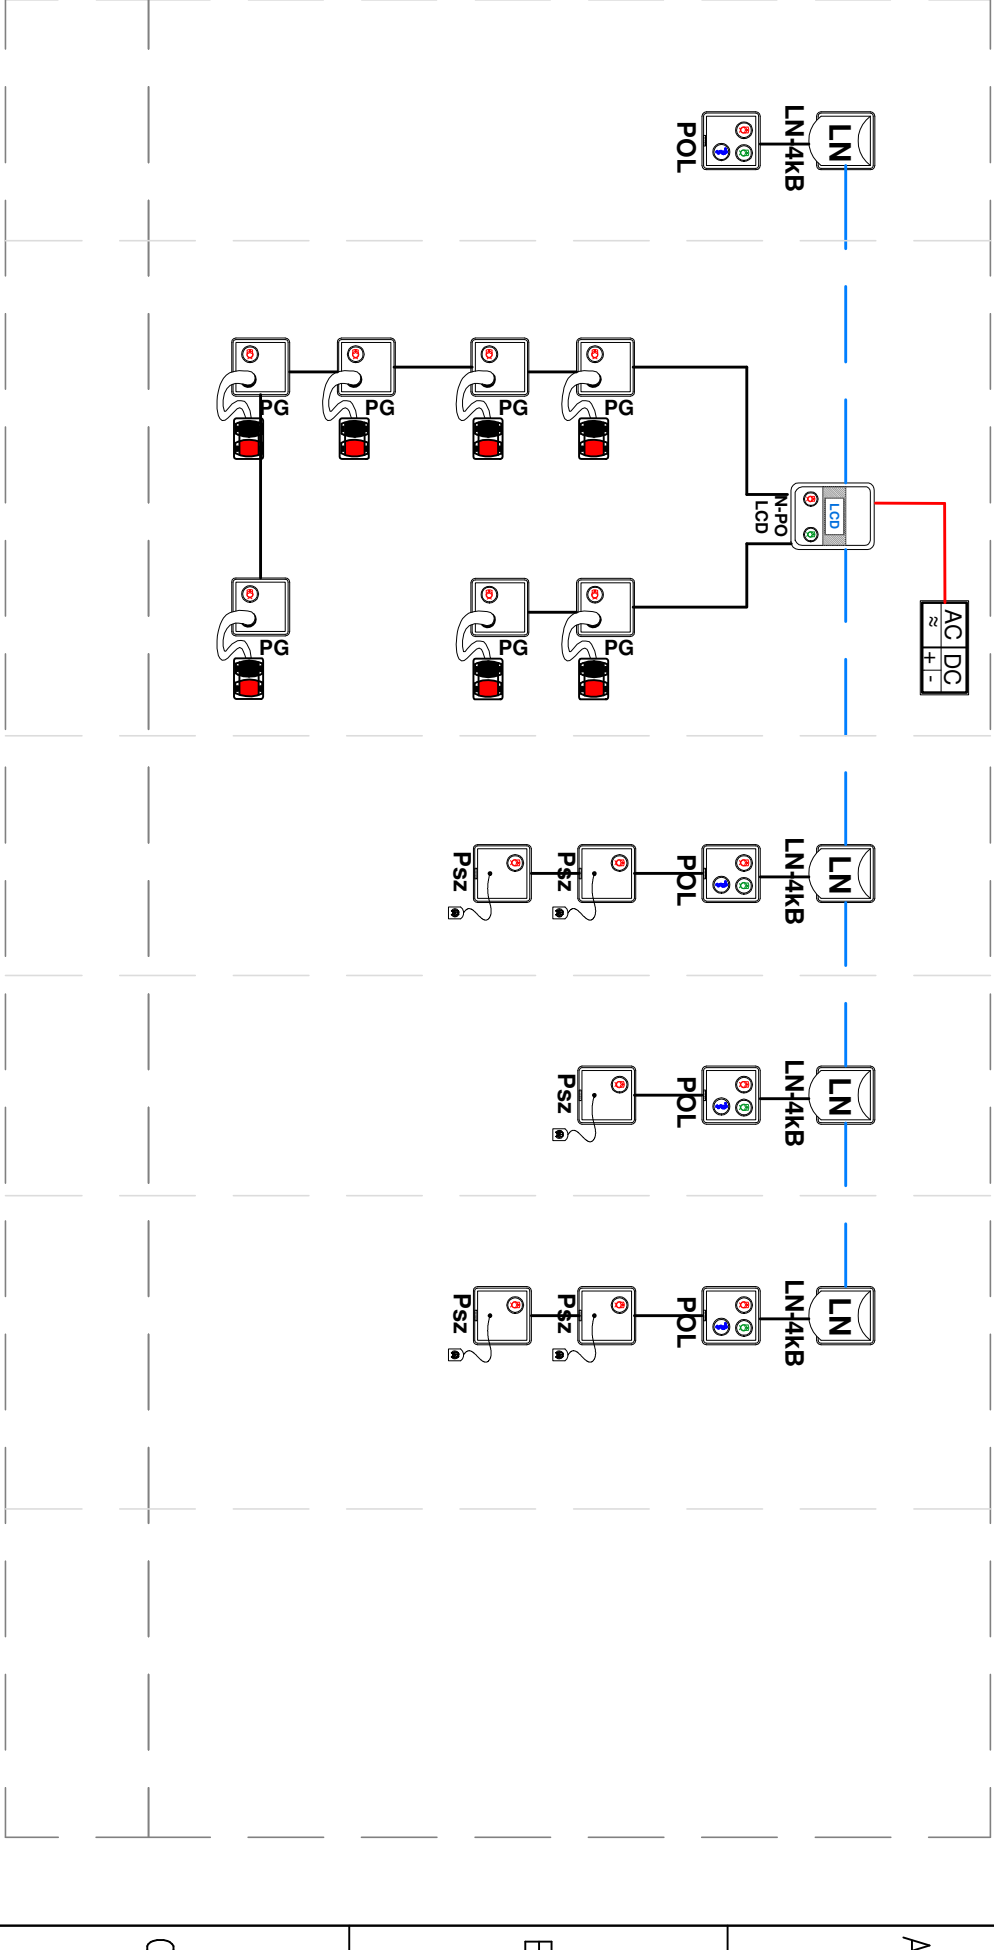 LN
LN-4kB
POL
PG
PG
PG
PG
LCD
N-PO
LCD
AC DC
≈ + -
PG
PG
PG
LN
LN-4kB
POL
Psz
Psz
LN
LN-4kB
POL
Psz
LN
LN-4kB
POL
Psz
Psz
A